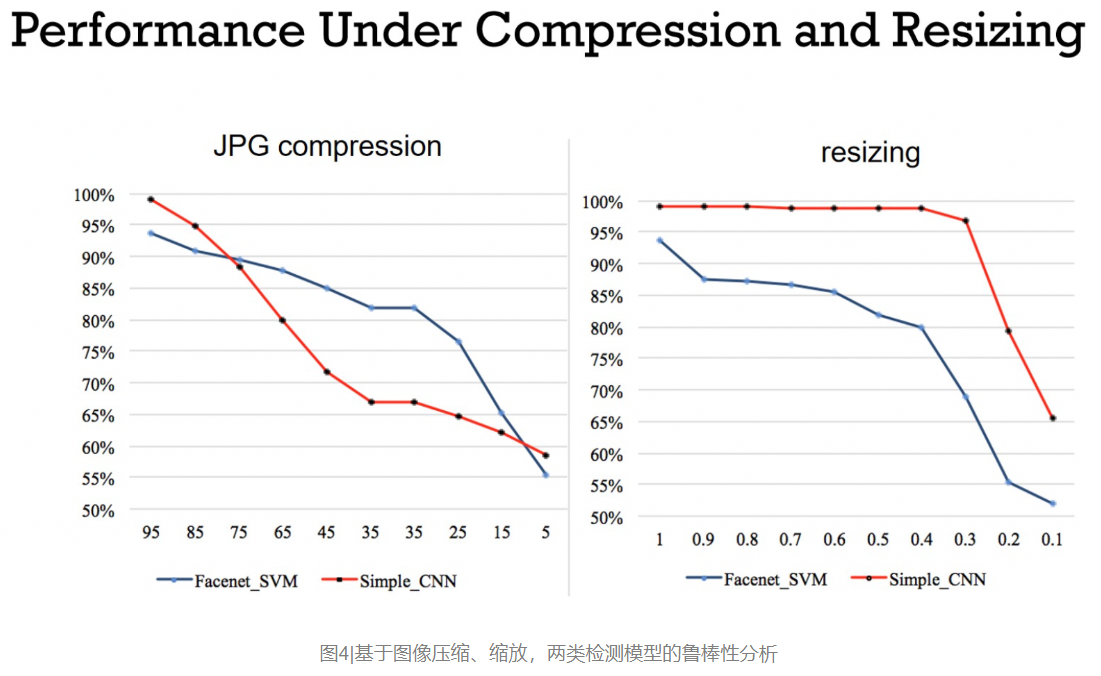 Performance Under Compression and Resizing
JPG compression
100%
95%
90%
85%
80%
75%
70%
65%
60%
55%
50%
95 85 75 65 45 35 35 25 15 5
Facenet_SVM Simple_CNN
resizing
100%
95%
90%
85%
80%
75%
70%
65%
60%
55%
50%
1 0.9 0.8 0.7 0.6 0.5 0.4 0.3 0.2 0.1
Facenet_SVM Simple_CNN
图4|基于图像压缩、缩放，两类检测模型的鲁棒性分析